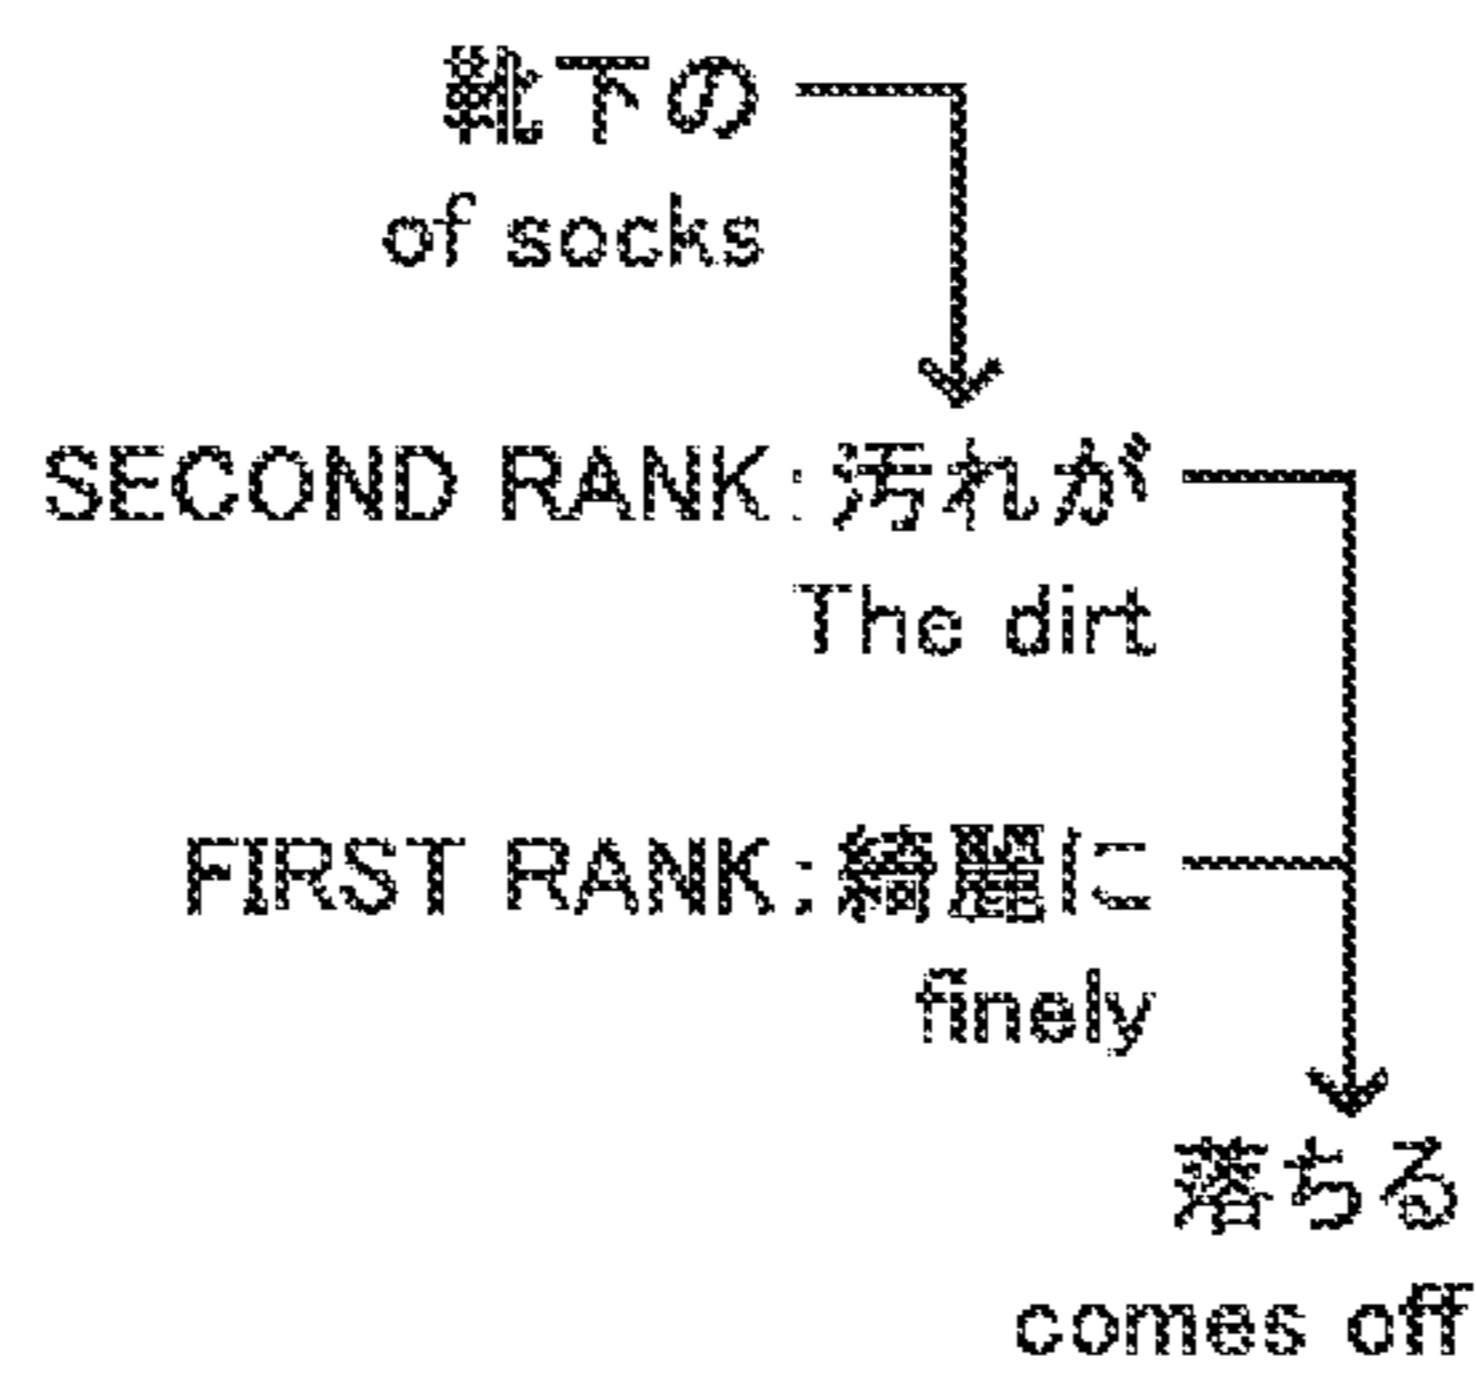 靴下の
of socks
SECOND RANK:汚れが
The dirt
FIRST RANK:綺麗に
finely
落ちる
comes off